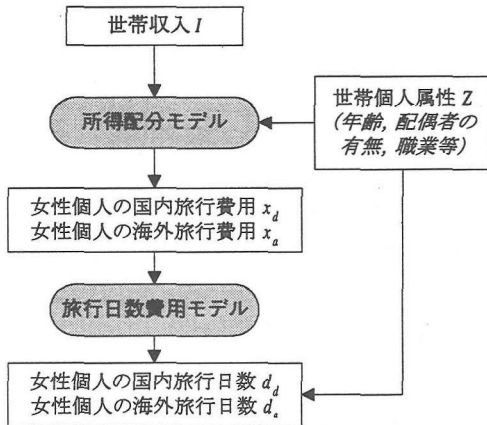 世帯収入 I
所得配分モデル
世帯個人属性 Z
(年齢, 配偶者の
有無, 職業等)
女性個人の国内旅行費用 x_d
女性個人の海外旅行費用 x_a
旅行日数費用モデル
女性個人の国内旅行日数 d_d
女性個人の海外旅行日数 d_a